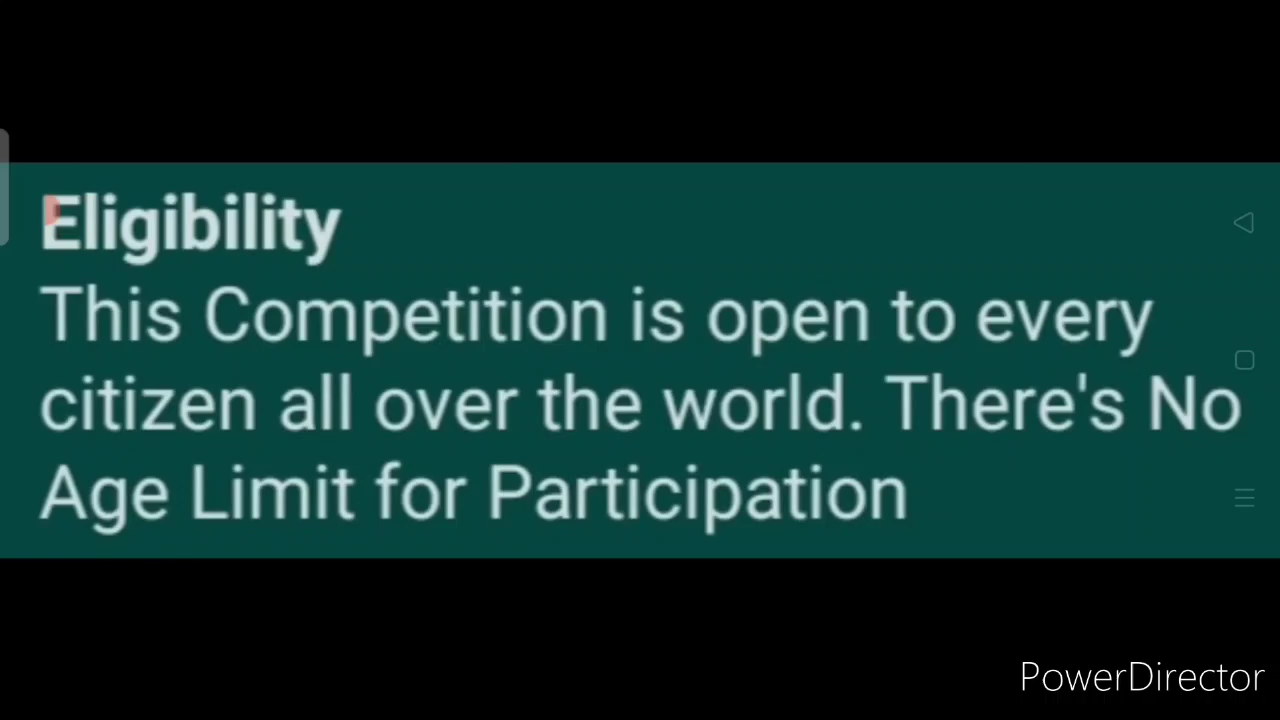 Eligibility
This Competition is open to every
citizen all over the world. There's No
Age Limit for Participation
PowerDirector